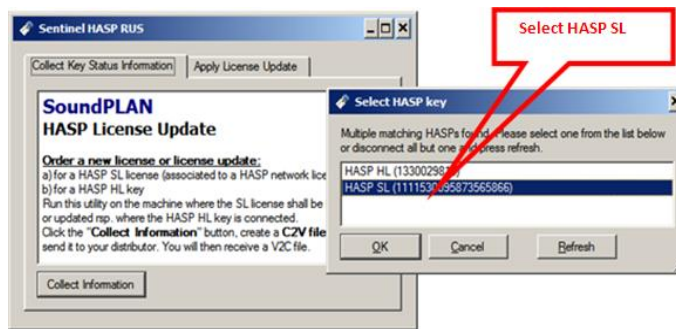 Sentinel HASP RUS
Collect Key Status Information
Apply License Update
SoundPLAN
HASP License Update
Order a new license or license update:
a) for a HASP SL license (associated to a HASP network lice
b) for a HASP HL key
Run this utility on the machine where the SL license shall be
or updated rsp. where the HASP HL key is connected.
Click the "Collect Information" button, create a C2V file
send it to your distributor. You will then receive a V2C file.
Collect Information
Select HASP SL
Select HASP key
Multiple matching HASPs found. Please select one from the list below
or disconnect all but one and press refresh.
HASP HL
HASP SL
OK
Cancel
Refresh